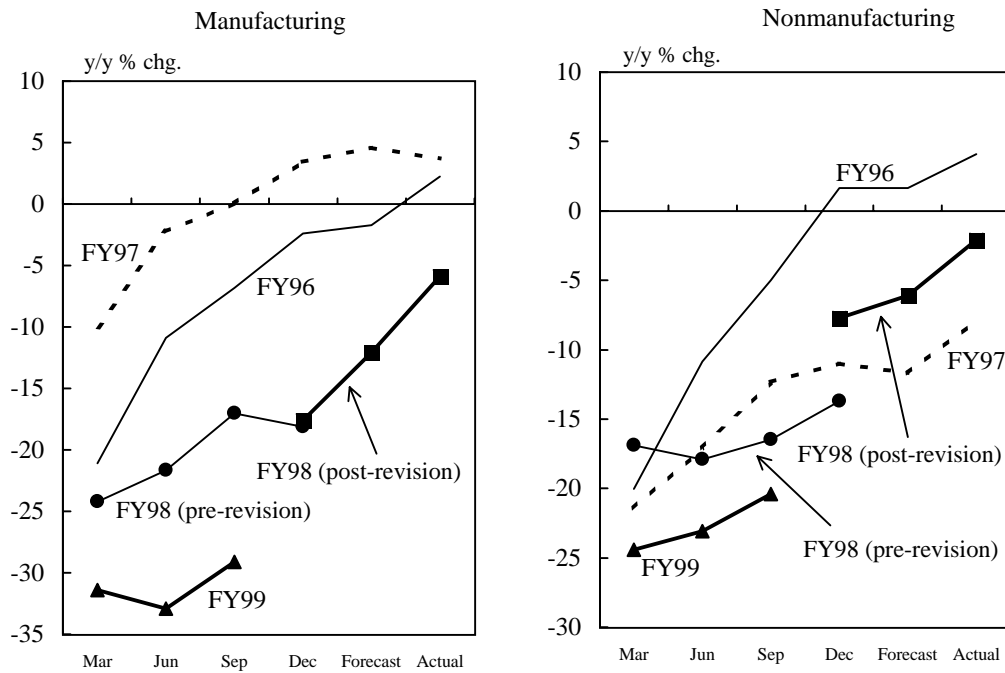 Manufacturing
y/y % chg.
10
5
0
-5
-10
-15
-20
-25
-30
-35
FY97
FY96
FY98 (post-revision)
FY98 (pre-revision)
FY99
Mar Jun Sep Dec Forecast Actual
Nonmanufacturing
y/y % chg.
10
5
0
-5
-10
-15
-20
-25
-30
FY96
FY97
FY98 (post-revision)
FY98 (pre-revision)
FY99
Mar Jun Sep Dec Forecast Actual